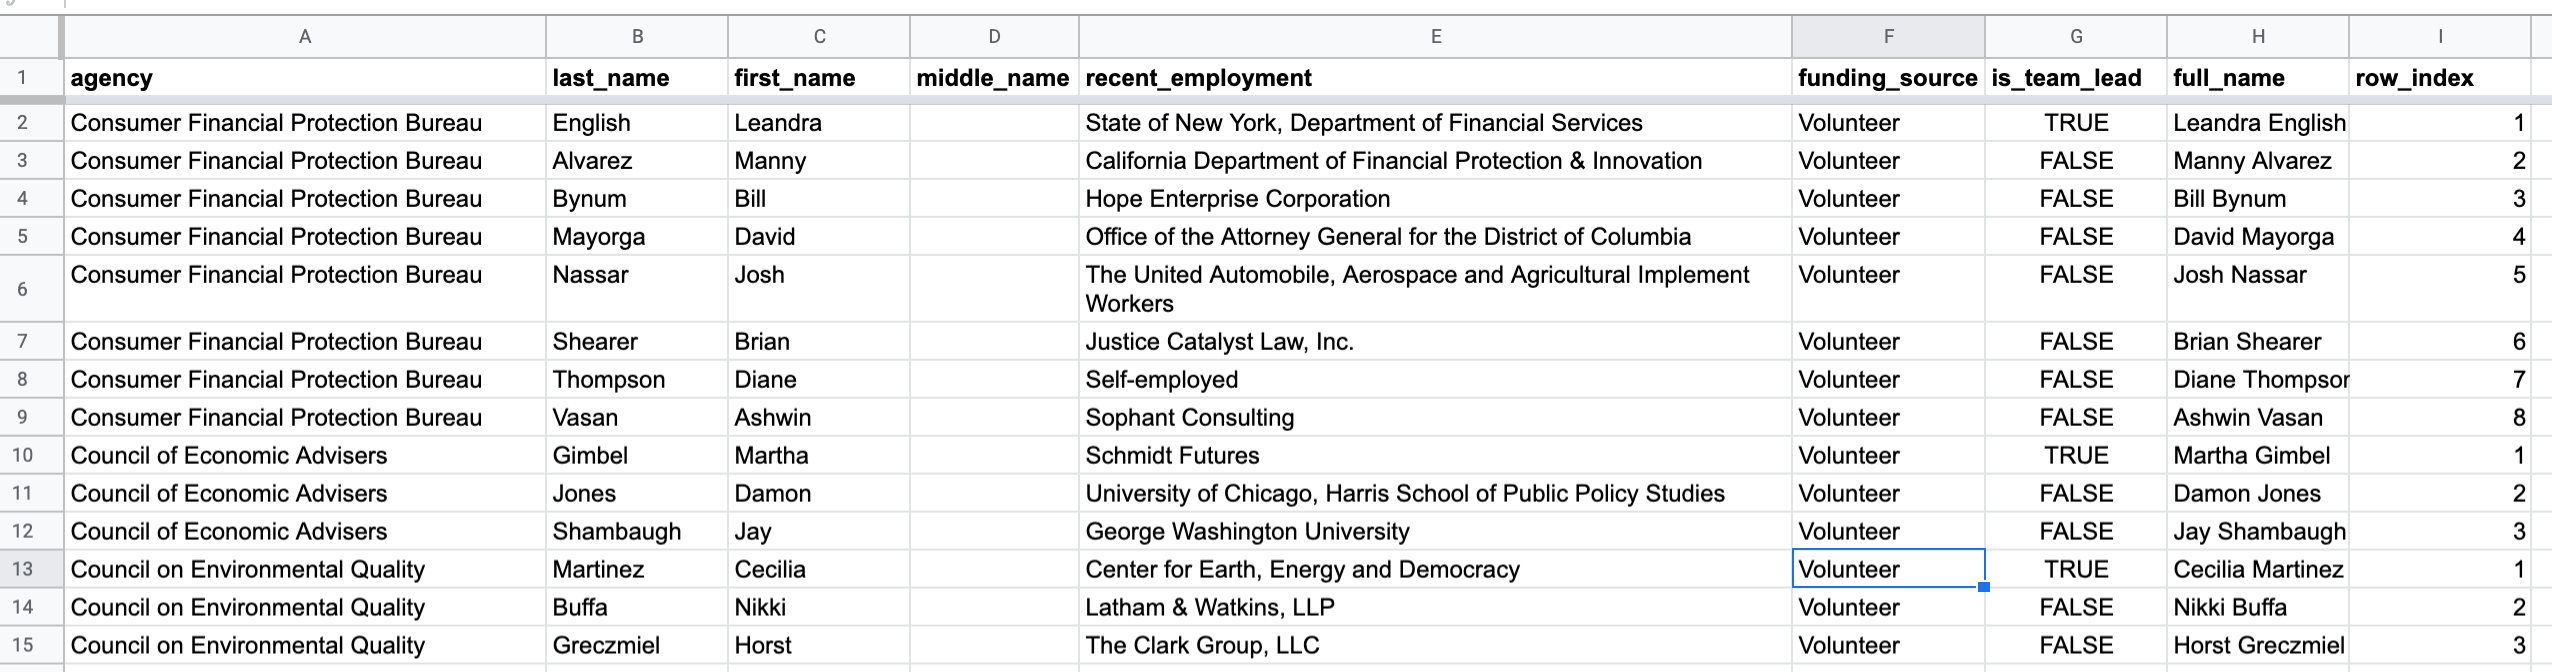 A B C D E F G H I
1 agency last_name first_name middle_name recent_employment funding_source is_team_lead full_name row_index
2 Consumer Financial Protection Bureau English Leandra State of New York, Department of Financial Services Volunteer TRUE Leandra English 1
3 Consumer Financial Protection Bureau Alvarez Manny California Department of Financial Protection & Innovation Volunteer FALSE Manny Alvarez 2
4 Consumer Financial Protection Bureau Bynum Bill Hope Enterprise Corporation Volunteer FALSE Bill Bynum 3
5 Consumer Financial Protection Bureau Mayorga David Office of the Attorney General for the District of Columbia Volunteer FALSE David Mayorga 4
6 Consumer Financial Protection Bureau Nassar Josh The United Automobile, Aerospace and Agricultural Implement Volunteer FALSE Josh Nassar 5
Workers
7 Consumer Financial Protection Bureau Shearer Brian Justice Catalyst Law, Inc. Volunteer FALSE Brian Shearer 6
8 Consumer Financial Protection Bureau Thompson Diane Self-employed Volunteer FALSE Diane Thompson 7
9 Consumer Financial Protection Bureau Vasan Ashwin Sophant Consulting Volunteer FALSE Ashwin Vasan 8
10 Council of Economic Advisers Gimbel Martha Schmidt Futures Volunteer TRUE Martha Gimbel 1
11 Council of Economic Advisers Jones Damon University of Chicago, Harris School of Public Policy Studies Volunteer FALSE Damon Jones 2
12 Council of Economic Advisers Shambaugh Jay George Washington University Volunteer FALSE Jay Shambaugh 3
13 Council on Environmental Quality Martinez Cecilia Center for Earth, Energy and Democracy Volunteer TRUE Cecilia Martinez 1
14 Council on Environmental Quality Buffa Nikki Latham & Watkins, LLP Volunteer FALSE Nikki Buffa 2
15 Council on Environmental Quality Greczmiel Horst The Clark Group, LLC Volunteer FALSE Horst Greczmiel 3